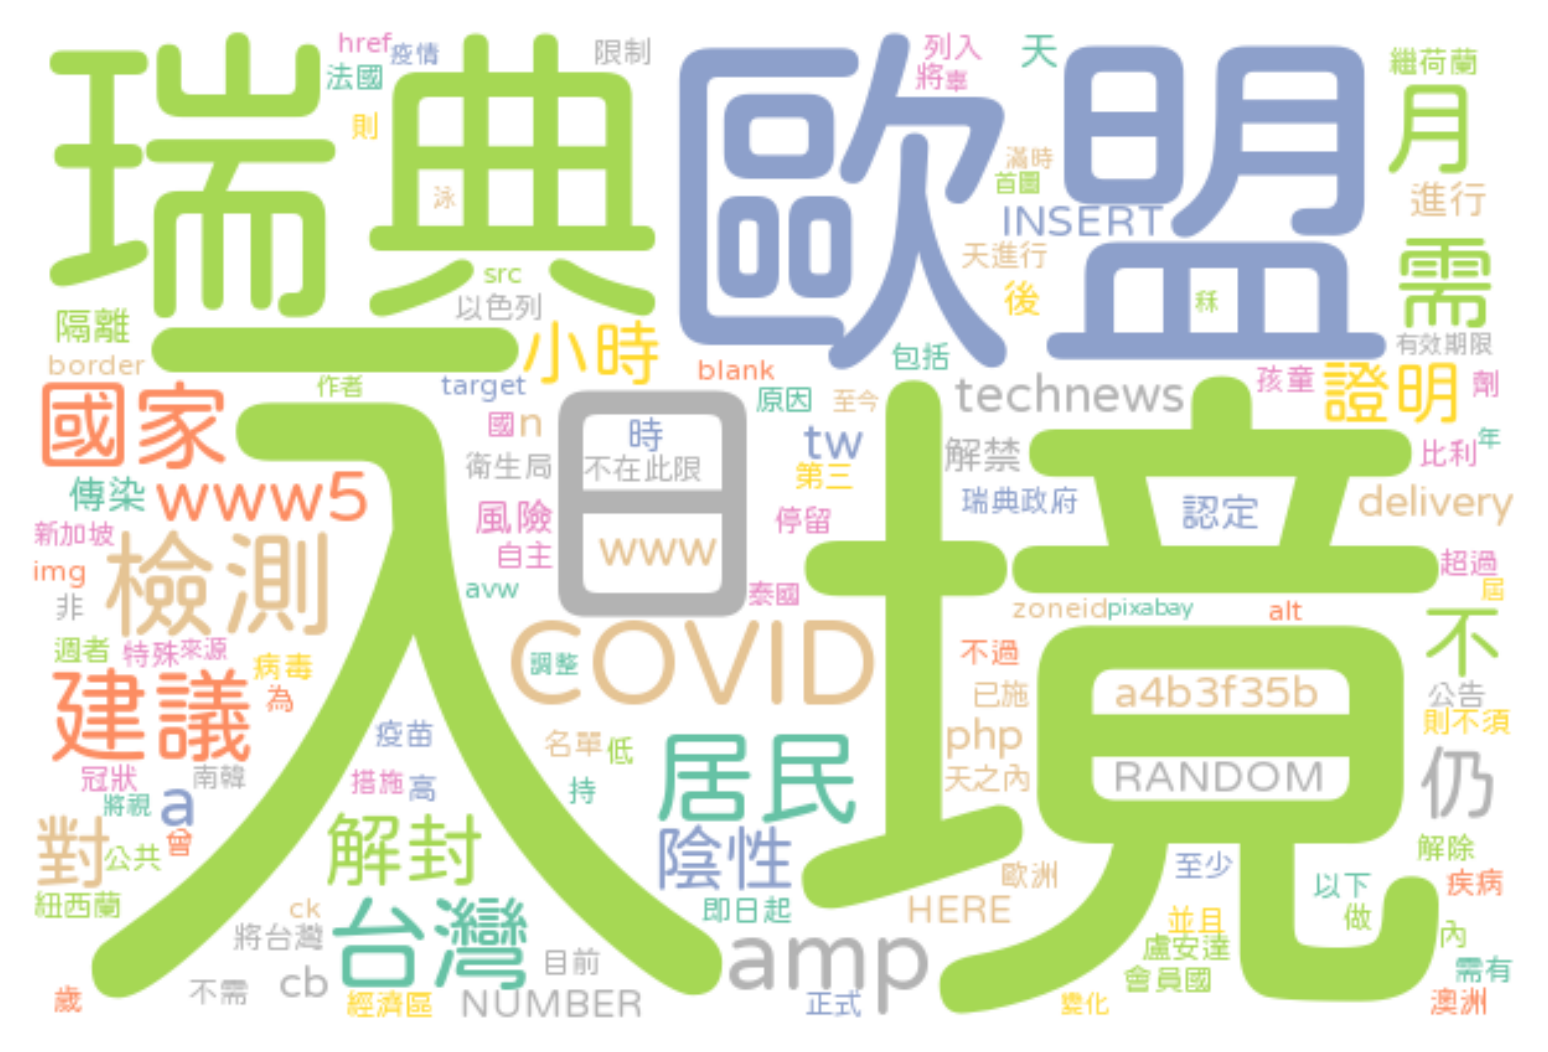 瑞典
歐盟
href
疫情
法國
限制
則
泳
列入
將
辜
天
繼荷蘭
月
進行
滿時
首圖
INSERT
天進行
需
src
以色列
後
秝
隔離
一
小時
有效期限
border
作者
target
blank
包括
technews
孩童
證明
劑
國家
入
國
n
日
時
原因
至今
境
tw
解禁
比利
年
衛生局
不在此限
第三
傳染
www5
瑞典政府
認定
delivery
風險
停留
新加坡
自主
www
檢測
超過
img
avw
泰國
屆
非
zoneid
pixabay
alt
不
週者
特殊
來源
病毒
COVID
調整
不過
建議
為
已施
a4b3f35b
公告
則不須
疫苗
名單
低
居民
php
冠狀
南韓
措施
高
持
天之內
RANDOM
仍
將視
a
對
公共
曾
解封
陰性
歐洲
至少
解除
疾病
以下
紐西蘭
ck
台灣
即日起
HERE
並且
做
將台灣
amp
盧安達
內
不需
cb
目前
會員國
需有
歲
經濟區
NUMBER
正式
變化
澳洲